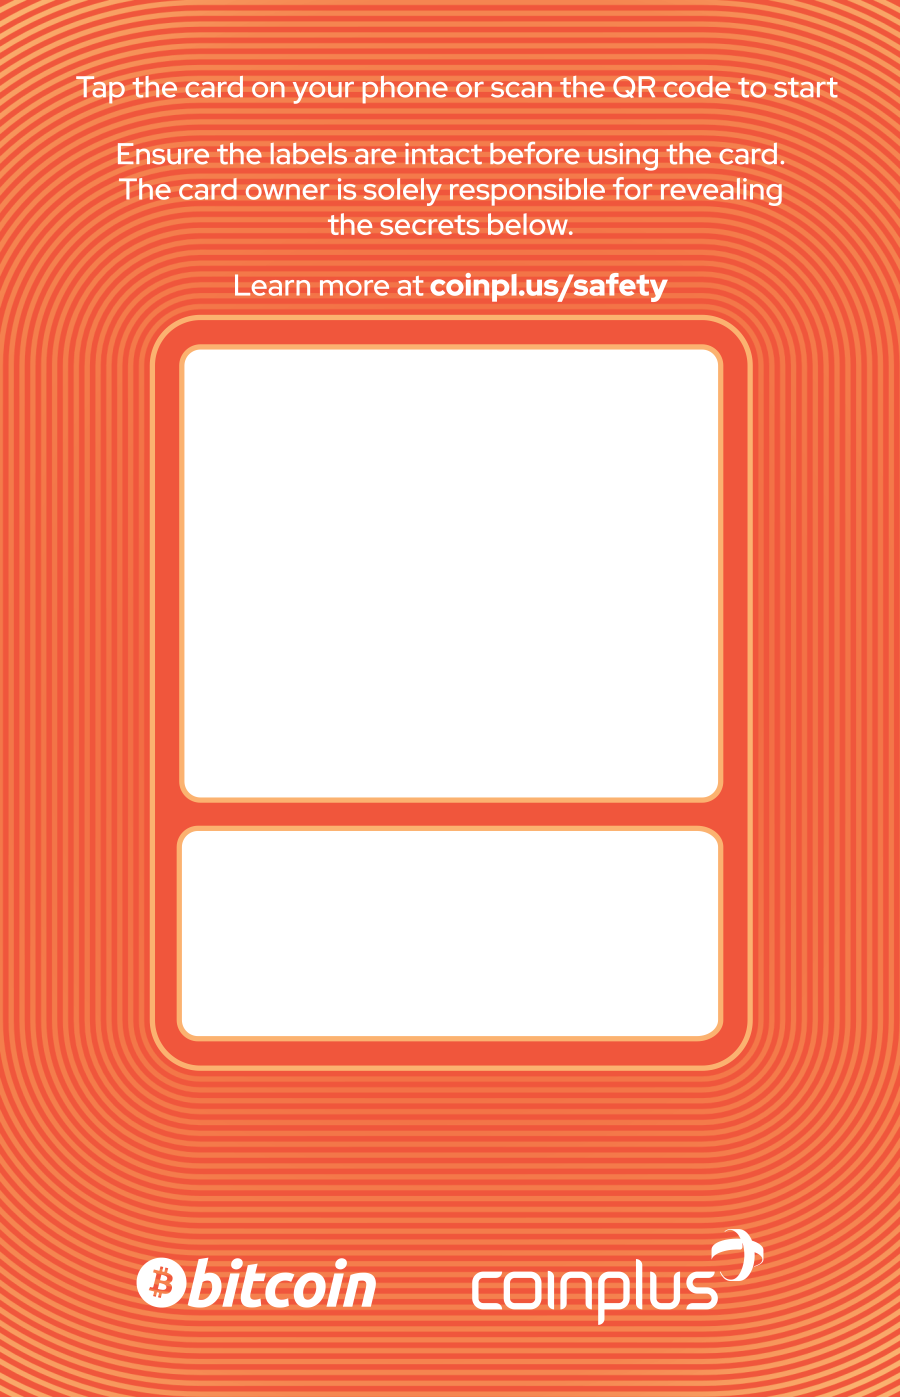 Tap the card on your phone or scan the QR code to start
Ensure the labels are intact before using the card.
The card owner is solely responsible for revealing
the secrets below.
Learn more at coinpl.us/safety
bitcoin
coinplus